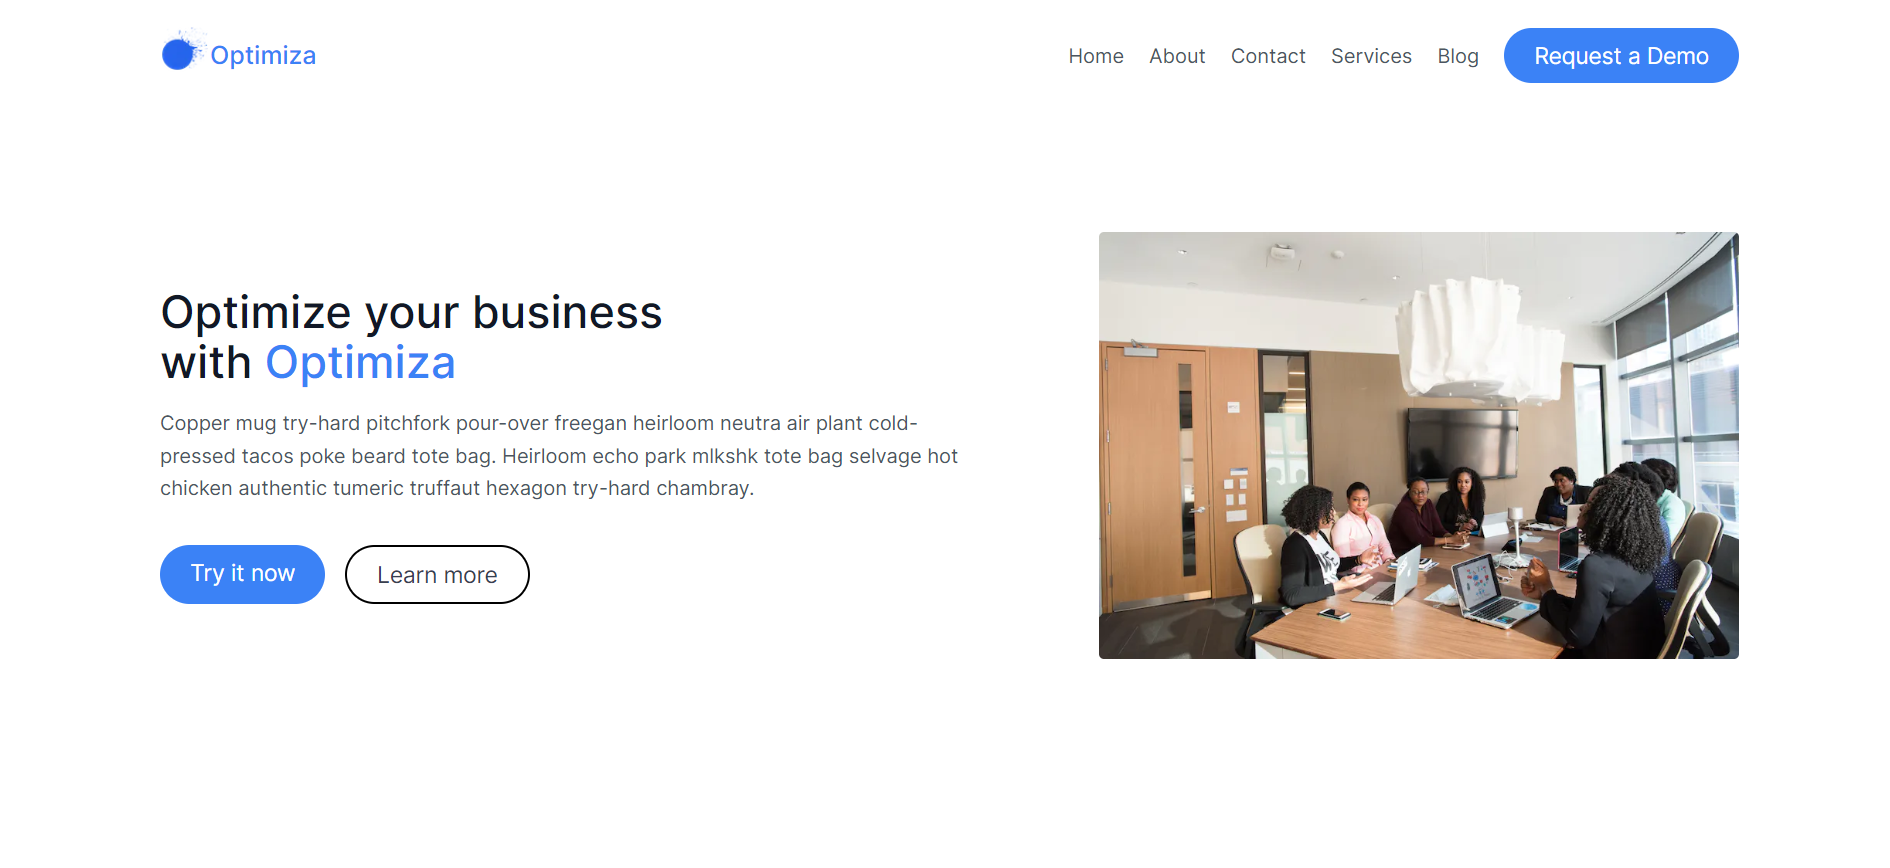 Optimiza
Home About Contact Services Blog Request a Demo
Optimize your business
with Optimiza
Copper mug try-hard pitchfork pour-over freegan heirloom neutra air plant cold-
pressed tacos poke beard tote bag. Heirloom echo park mlkshk tote bag selvage hot
chicken authentic tumeric truffaut hexagon try-hard chambray.
Try it now Learn more